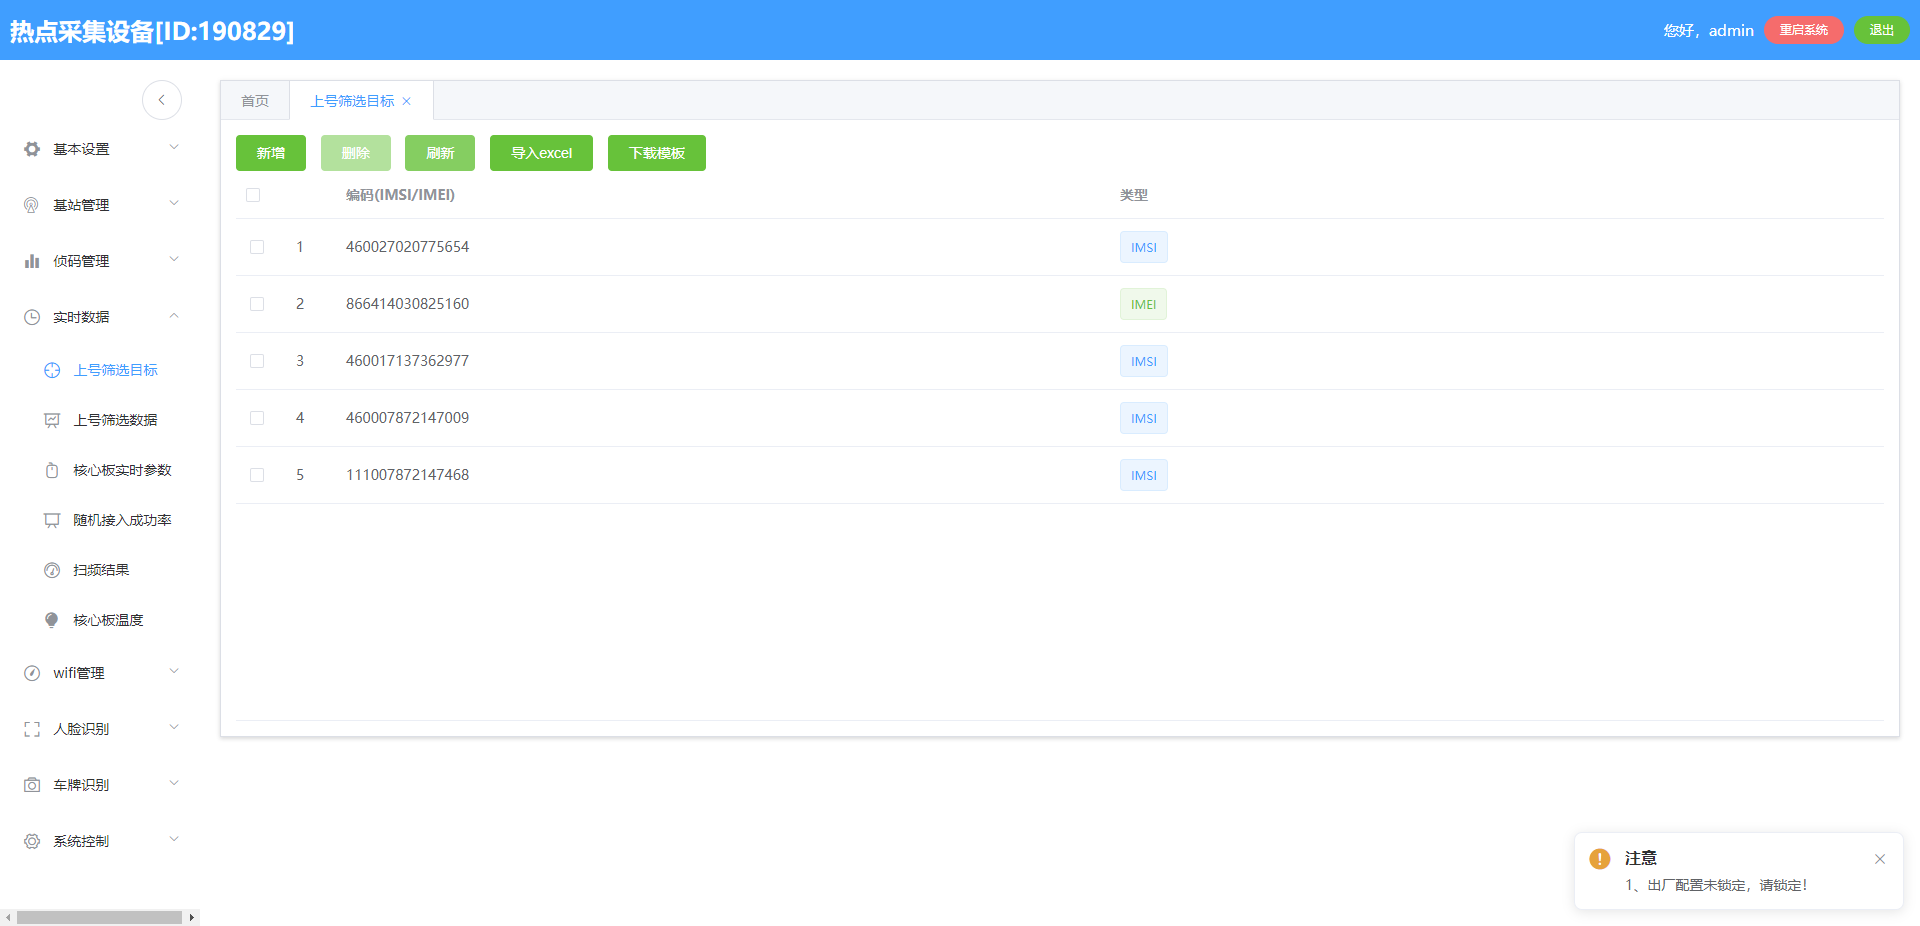 热点采集设备[ID:190829]
您好，admin 重启系统 退出
首页 上号筛选目标
新增 删除 刷新 导入excel 下载模板
编码(IMSI/IMEI) 类型
1 460027020775654 IMSI
2 866414030825160 IMEI
3 460017137362977 IMSI
4 460007872147009 IMSI
5 111007872147468 IMSI
基本设置
基站管理
侦码管理
实时数据
上号筛选目标
上号筛选数据
核心板实时参数
随机接入成功率
扫频结果
核心板温度
wifi管理
人脸识别
车牌识别
系统控制
注意
1、出厂配置未锁定，请锁定！